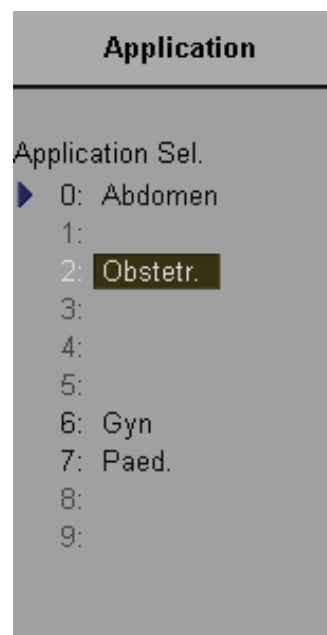 Application
Application Sel.
0: Abdomen
1:
2: Obstetr.
3:
4:
5:
6: Gyn
7: Paed.
8:
9: